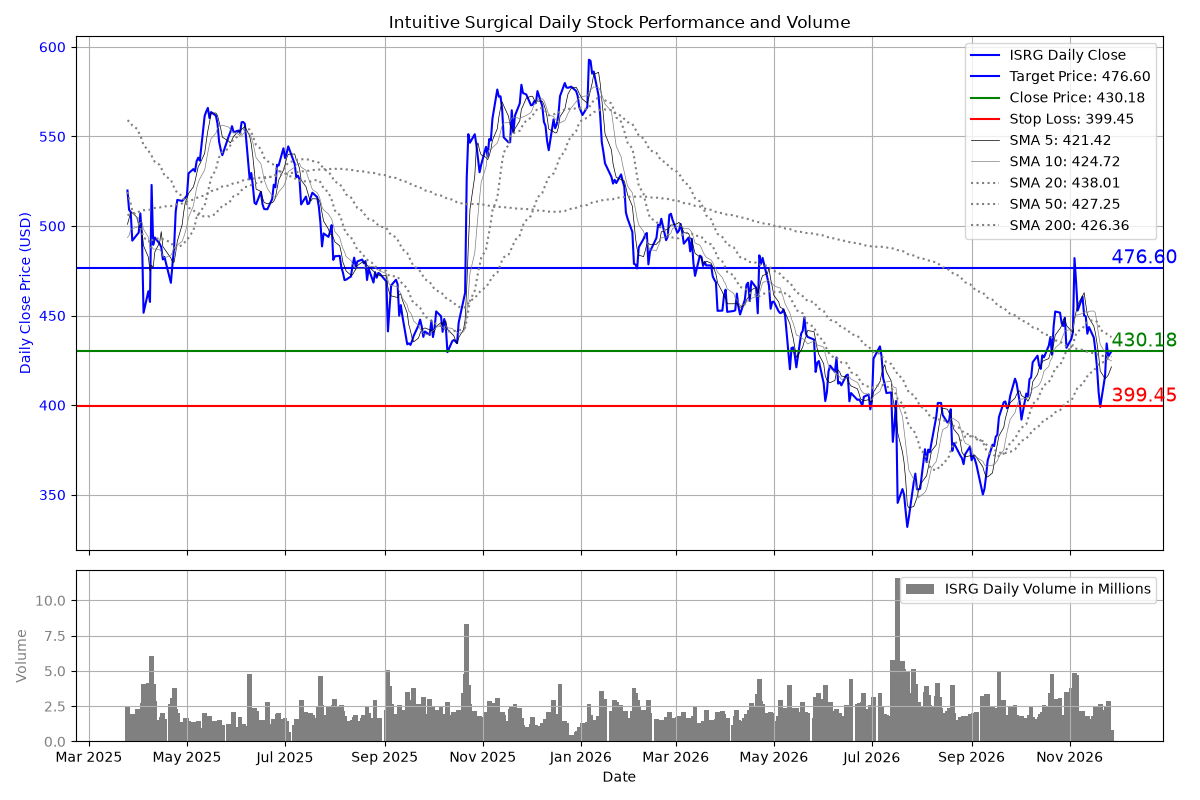 Intuitive Surgical Daily Stock Performance and Volume
600
550
500
450
400
350
Daily Close Price (USD)
ISRG Daily Close
Target Price: 476.60
Close Price: 430.18
Stop Loss: 399.45
SMA 5: 421.42
SMA 10: 424.72
SMA 20: 438.01
SMA 50: 427.25
SMA 200: 426.36
476.60
430.18
399.45
10.0
7.5
5.0
2.5
0.0
Volume
ISRG Daily Volume in Millions
Mar 2025 May 2025 Jul 2025 Sep 2025 Nov 2025 Jan 2026 Mar 2026 May 2026 Jul 2026 Sep 2026 Nov 2026
Date